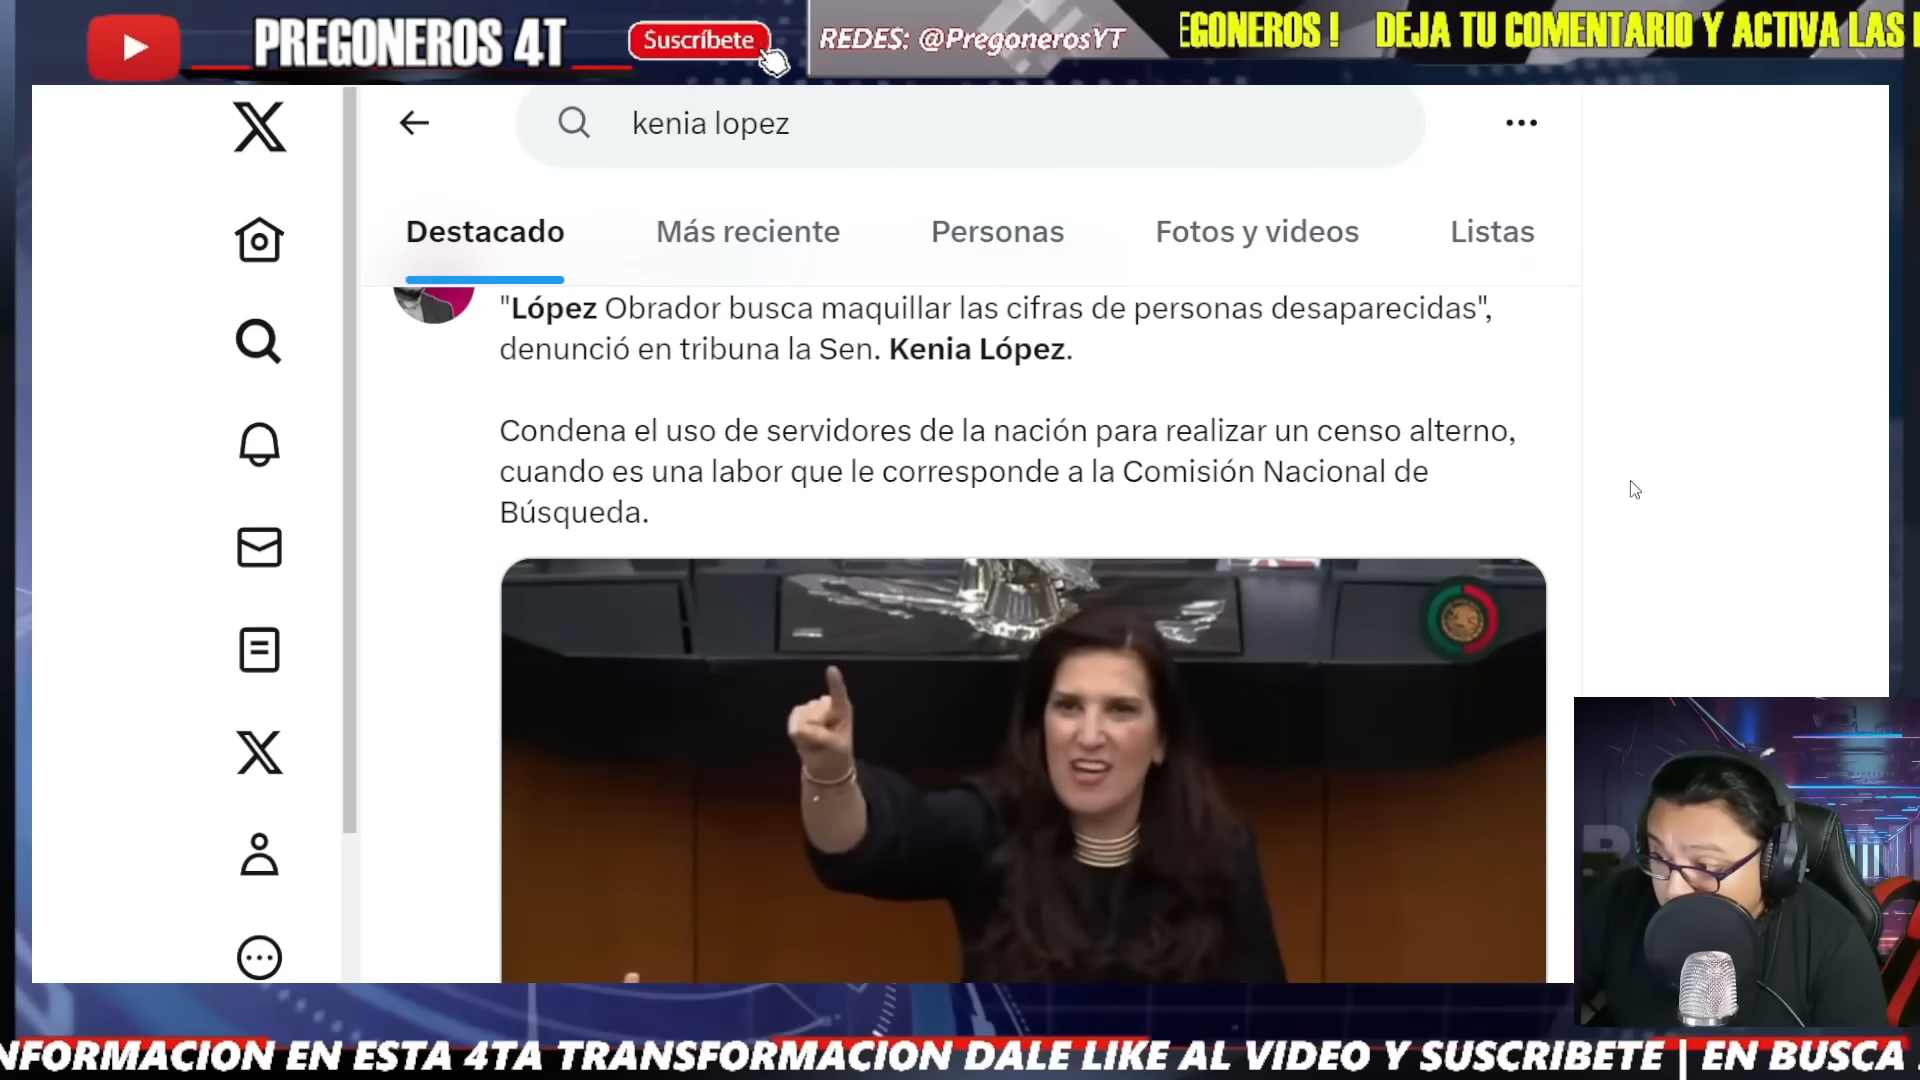 PREGONEROS 4T
Suscríbete
REDES: @PregonerosYT
EGONEROS ! DEJA TU COMENTARIO Y ACTIVA LAS
kenia lopez
Destacado
Más reciente
Personas
Fotos y videos
Listas
"López Obrador busca maquillar las cifras de personas desaparecidas",
denunció en tribuna la Sen. Kenia López.
Condena el uso de servidores de la nación para realizar un censo alterno,
cuando es una labor que le corresponde a la Comisión Nacional de
Búsqueda.
NFORMACION EN ESTA 4TA TRANSFORMACION DALE LIKE AL VIDEO Y SUSCRIBETE | EN BUSCA